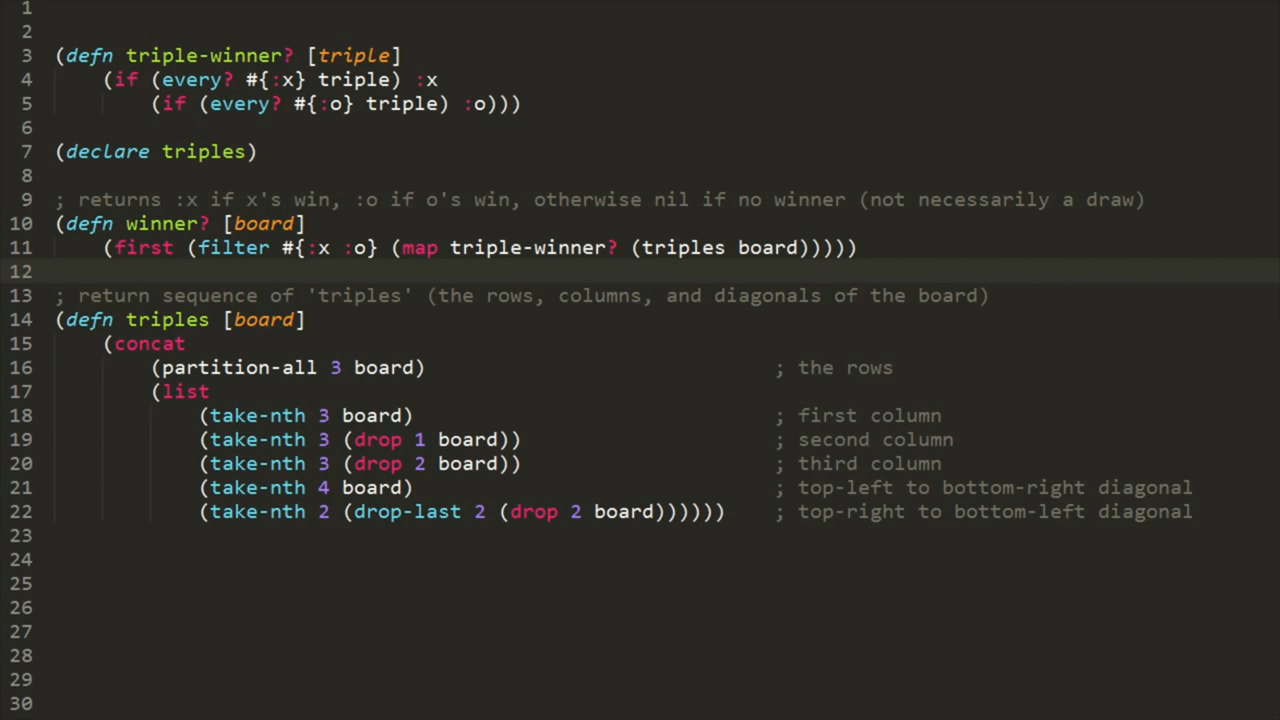 1
2
3 (defn triple-winner? [triple]
4     (if (every? #{:x} triple) :x
5         (if (every? #{:o} triple) :o)))
6
7 (declare triples)
8
9 ; returns :x if x's win, :o if o's win, otherwise nil if no winner (not necessarily a draw)
10 (defn winner? [board]
11     (first (filter #{:x :o} (map triple-winner? (triples board)))))
12
13 ; return sequence of 'triples' (the rows, columns, and diagonals of the board)
14 (defn triples [board]
15     (concat
16         (partition-all 3 board)                             ; the rows
17         (list
18             (take-nth 3 board)                              ; first column
19             (take-nth 3 (drop 1 board))                     ; second column
20             (take-nth 3 (drop 2 board))                     ; third column
21             (take-nth 4 board)                              ; top-left to bottom-right diagonal
22             (take-nth 2 (drop-last 2 (drop 2 board))))))    ; top-right to bottom-left diagonal
23
24
25
26
27
28
29
30